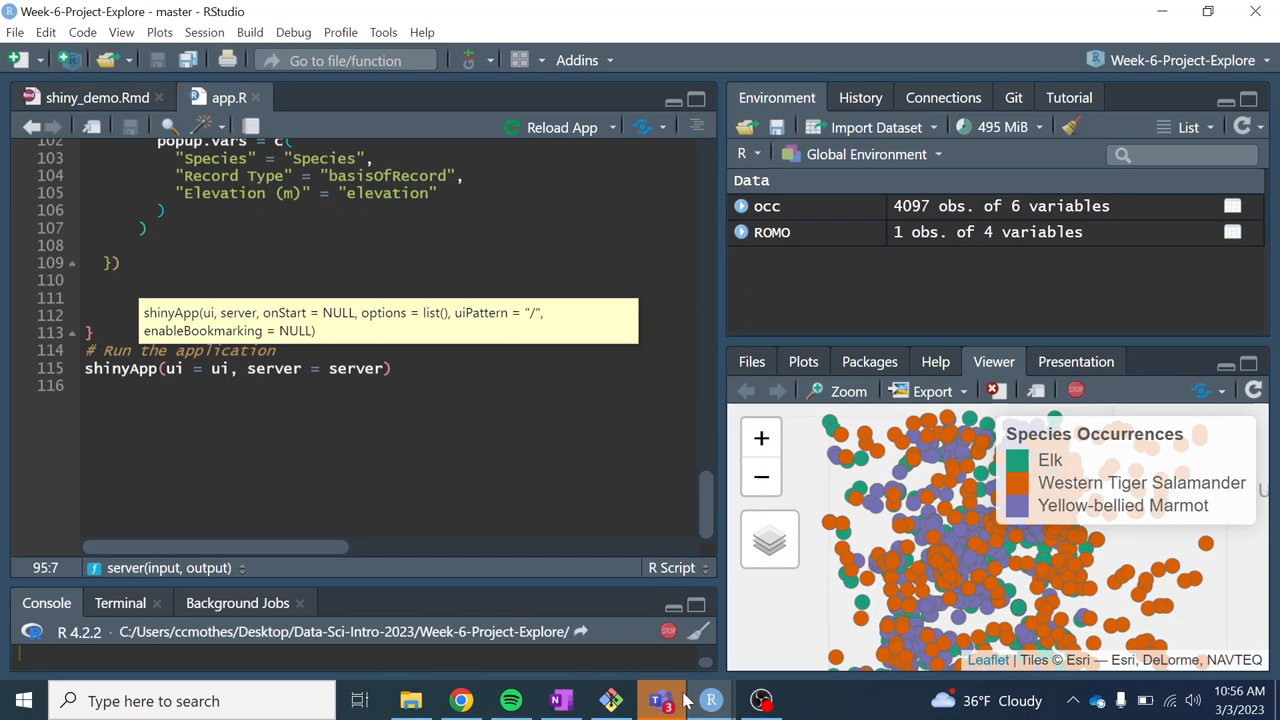 Week-6-Project-Explore - master - RStudio
File Edit Code View Plots Session Build Debug Profile Tools Help
Go to file/function Addins Week-6-Project-Explore
shiny_demo.Rmd app.R
Reload App
102 popup.vars = c(
103 "Species" = "Species",
104 "Record Type" = "basisOfRecord",
105 "Elevation (m)" = "elevation"
106 )
107 )
108
109 })
110
111
112
shinyApp(ui, server, onStart = NULL, options = list(), uiPattern = "/",
enableBookmarking = NULL)
113 }
114 # Run the application
115 shinyApp(ui = ui, server = server)
116
95:7 server(input, output) R Script
Console Terminal Background Jobs
R 4.2.2 · C:/Users/ccmothes/Desktop/Data-Sci-Intro-2023/Week-6-Project-Explore/
Environment History Connections Git Tutorial
Import Dataset 495 MiB List
R Global Environment
Data
occ 4097 obs. of 6 variables
ROMO 1 obs. of 4 variables
Files Plots Packages Help Viewer Presentation
Zoom Export
+
−
Species Occurrences
Elk
Western Tiger Salamander
Yellow-bellied Marmot
Leaflet | Tiles © Esri — Esri, DeLorme, NAVTEQ
Type here to search
3
36°F Cloudy
10:56 AM
3/3/2023